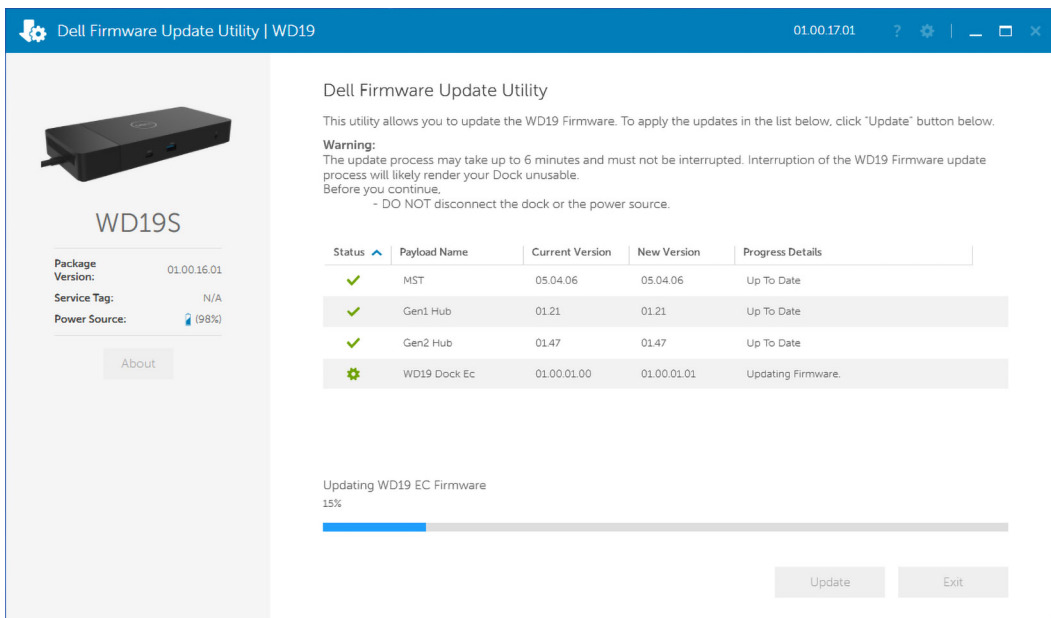 Dell Firmware Update Utility | WD19
01.00.17.01 ?
Dell Firmware Update Utility
This utility allows you to update the WD19 Firmware. To apply the updates in the list below, click "Update" button below.
Warning:
The update process may take up to 6 minutes and must not be interrupted. Interruption of the WD19 Firmware update
process will likely render your Dock unusable.
Before you continue,
- DO NOT disconnect the dock or the power source.
WD19S
Package
Version: 01.00.16.01
Service Tag: N/A
Power Source: (98%)
About
Status Payload Name Current Version New Version Progress Details
MST 05.04.06 05.04.06 Up To Date
Gen1 Hub 01.21 01.21 Up To Date
Gen2 Hub 01.47 01.47 Up To Date
WD19 Dock Ec 01.00.01.00 01.00.01.01 Updating Firmware.
Updating WD19 EC Firmware
15%
Update Exit